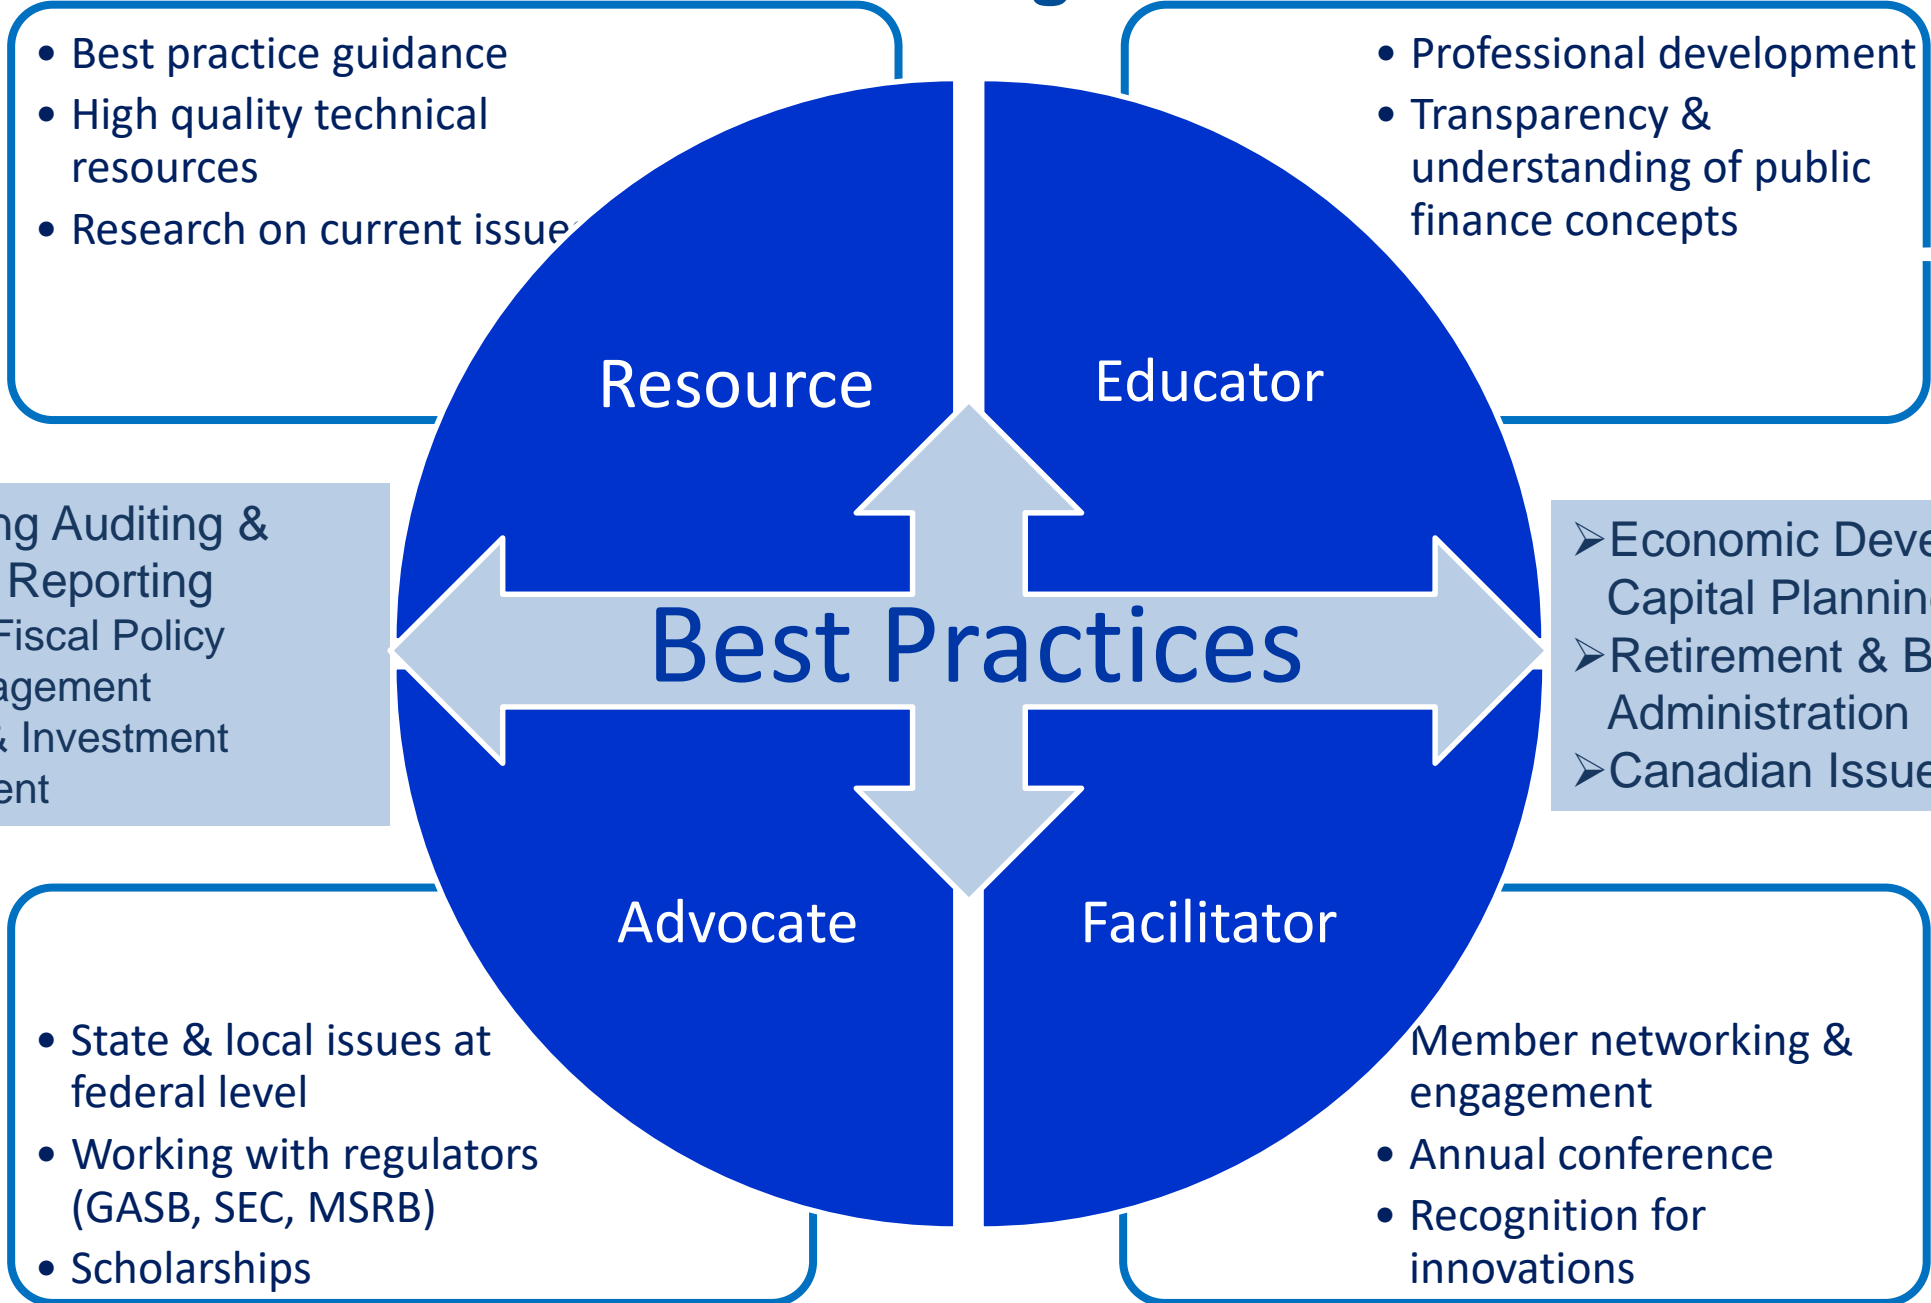 • Best practice guidance
• High quality technical
resources
• Research on current issue
• Professional development
• Transparency &
understanding of public
finance concepts
Resource
Educator
ng Auditing &
Reporting
Fiscal Policy
agement
& Investment
ent
Best Practices
➢Economic Deve
Capital Planning
➢Retirement & B
Administration
➢Canadian Issue
Advocate
Facilitator
• State & local issues at
federal level
• Working with regulators
(GASB, SEC, MSRB)
• Scholarships
Member networking &
engagement
• Annual conference
• Recognition for
innovations